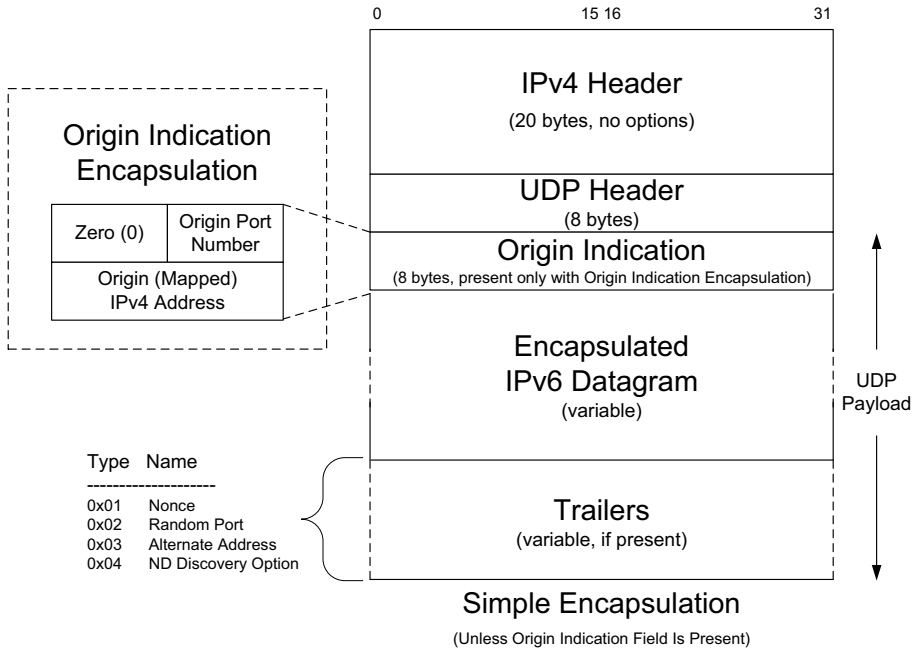 0 15 16 31
IPv4 Header
(20 bytes, no options)
UDP Header
(8 bytes)
Origin Indication
(8 bytes, present only with Origin Indication Encapsulation)
Encapsulated
IPv6 Datagram
(variable)
Trailers
(variable, if present)
UDP
Payload
Origin Indication
Encapsulation
Zero (0)
Origin Port
Number
Origin (Mapped)
IPv4 Address
Type Name
--------------------
0x01 Nonce
0x02 Random Port
0x03 Alternate Address
0x04 ND Discovery Option
Simple Encapsulation
(Unless Origin Indication Field Is Present)